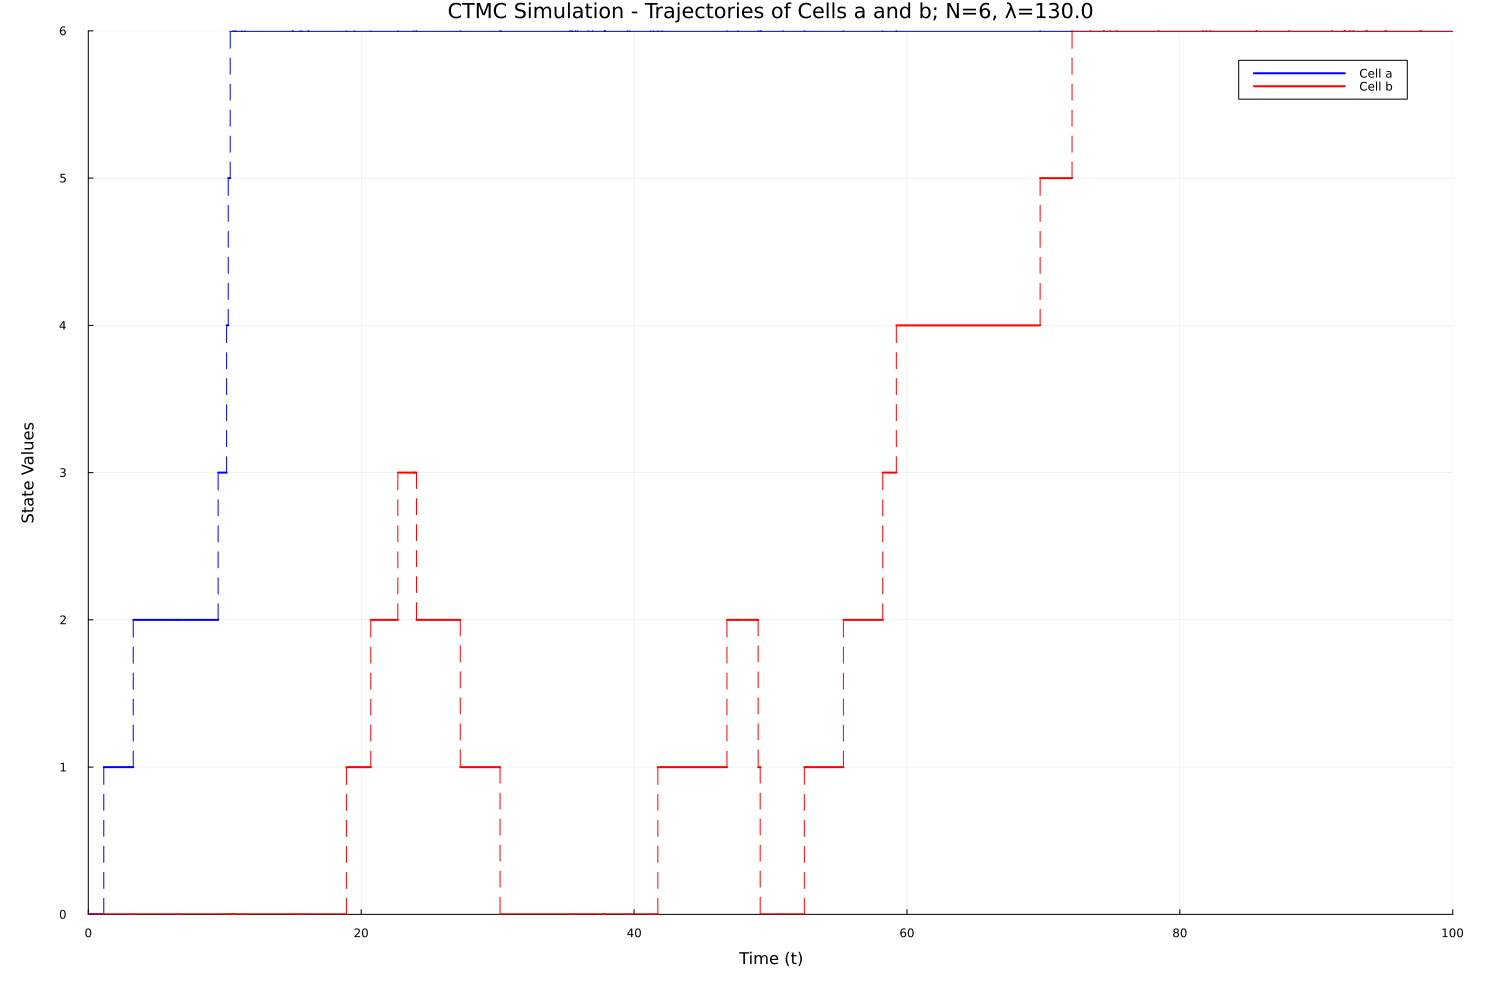 CTMC Simulation - Trajectories of Cells a and b; N=6, λ=130.0
Cell a
Cell b
State Values
6
5
4
3
2
1
0
0 20 40 60 80 100
Time (t)